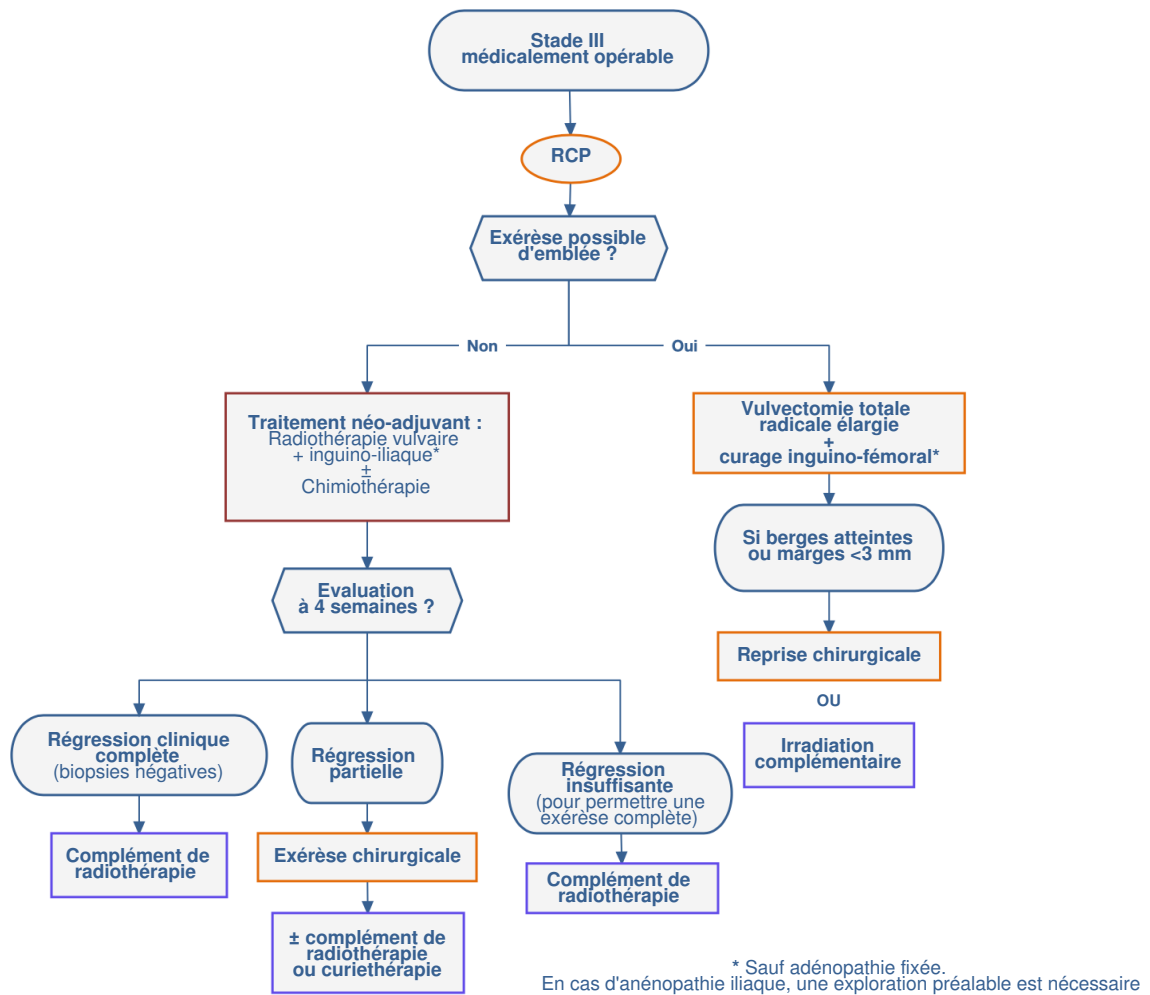 Stade III
médicalement opérable
RCP
Exérèse possible
d'emblée ?
Non
Oui
Traitement néo-adjuvant :
Radiothérapie vulvaire
+ inguino-iliaque*
±
Chimiothérapie
Vulvectomie totale
radicale élargie
+
curage inguino-fémoral*
Si berges atteintes
ou marges <3 mm
Evaluation
à 4 semaines ?
Reprise chirurgicale
OU
Irradiation
complémentaire
Régression clinique
complète
(biopsies négatives)
Régression
partielle
Régression
insuffisante
(pour permettre une
exérèse complète)
Complément de
radiothérapie
Exérèse chirurgicale
Complément de
radiothérapie
± complément de
radiothérapie
ou curiethérapie
* Sauf adénopathie fixée.
En cas d'anénopathie iliaque, une exploration préalable est nécessaire